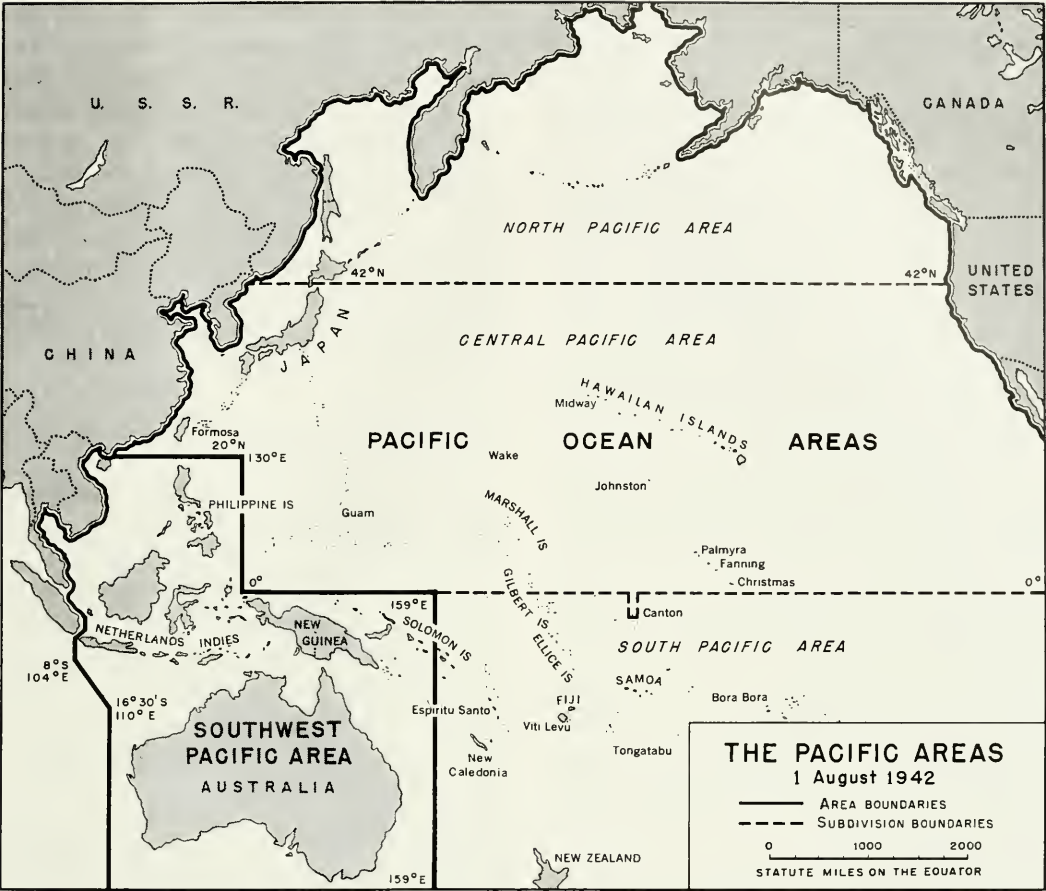 U. S. S. R.
CANADA
NORTH PACIFIC AREA
42°N
42°N
UNITED
STATES
CHINA
JAPAN
CENTRAL PACIFIC AREA
HAWAIIAN ISLANDS
Midway
Formosa
20°N
130°E
PACIFIC OCEAN AREAS
Wake
Johnston
PHILIPPINE IS
Guam
MARSHALL IS
Palmyra
Fanning
Christmas
0°
0°
159°E
Canton
GILBERT IS
ELLICE IS
NETHERLANDS INDIES
NEW
GUINEA
SOLOMON IS
SOUTH PACIFIC AREA
8°S
104°E
SAMOA
16°30'S
110°E
Espiritu Santo
FIJI
Bora Bora
Viti Levu
SOUTHWEST
PACIFIC AREA
AUSTRALIA
New
Caledonia
Tongatabu
THE PACIFIC AREAS
1 August 1942
AREA BOUNDARIES
SUBDIVISION BOUNDARIES
0 1000 2000
STATUTE MILES ON THE EQUATOR
NEW ZEALAND
159°E